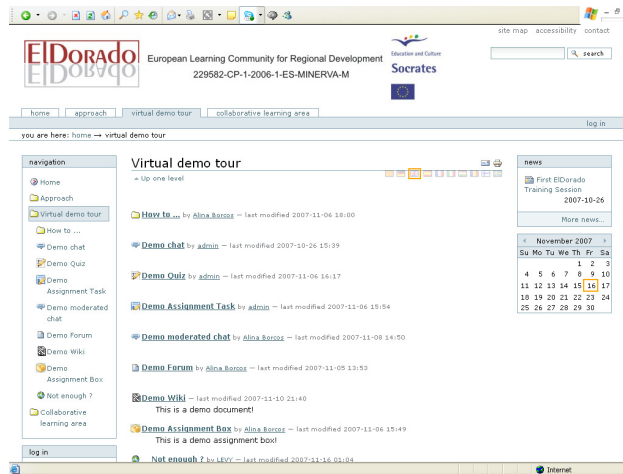 site map accessibility contact
ELDORADO
European Learning Community for Regional Development
229582-CP-1-2006-1-ES-MINERVA-M
Education and Culture
Socrates
search
home approach virtual demo tour collaborative learning area
log in
you are here: home → virtual demo tour
navigation
Home
Approach
Virtual demo tour
How to ...
Demo chat
Demo Quiz
Demo
Assignment Task
Demo moderated
chat
Demo Forum
Demo Wiki
Demo
Assignment Box
Not enough ?
Collaborative
learning area
log in
Virtual demo tour
Up one level
How to ... by Alina Borcos — last modified 2007-11-06 18:00
Demo chat by admin — last modified 2007-10-26 15:39
Demo Quiz by admin — last modified 2007-11-06 16:17
Demo Assignment Task by admin — last modified 2007-11-06 15:54
Demo moderated chat by Alina Borcos — last modified 2007-11-08 14:50
Demo Forum by Alina Borcos — last modified 2007-11-05 13:53
Demo Wiki — last modified 2007-11-10 21:40
This is a demo document!
Demo Assignment Box by Alina Borcos — last modified 2007-11-06 15:49
This is a demo assignment box!
Not enough ? by LEVY — last modified 2007-11-16 01:04
news
First ElDorado
Training Session
2007-10-26
More news...
November 2007
Su Mo Tu We Th Fr Sa
1 2 3
4 5 6 7 8 9 10
11 12 13 14 15 16 17
18 19 20 21 22 23 24
25 26 27 28 29 30
Internet